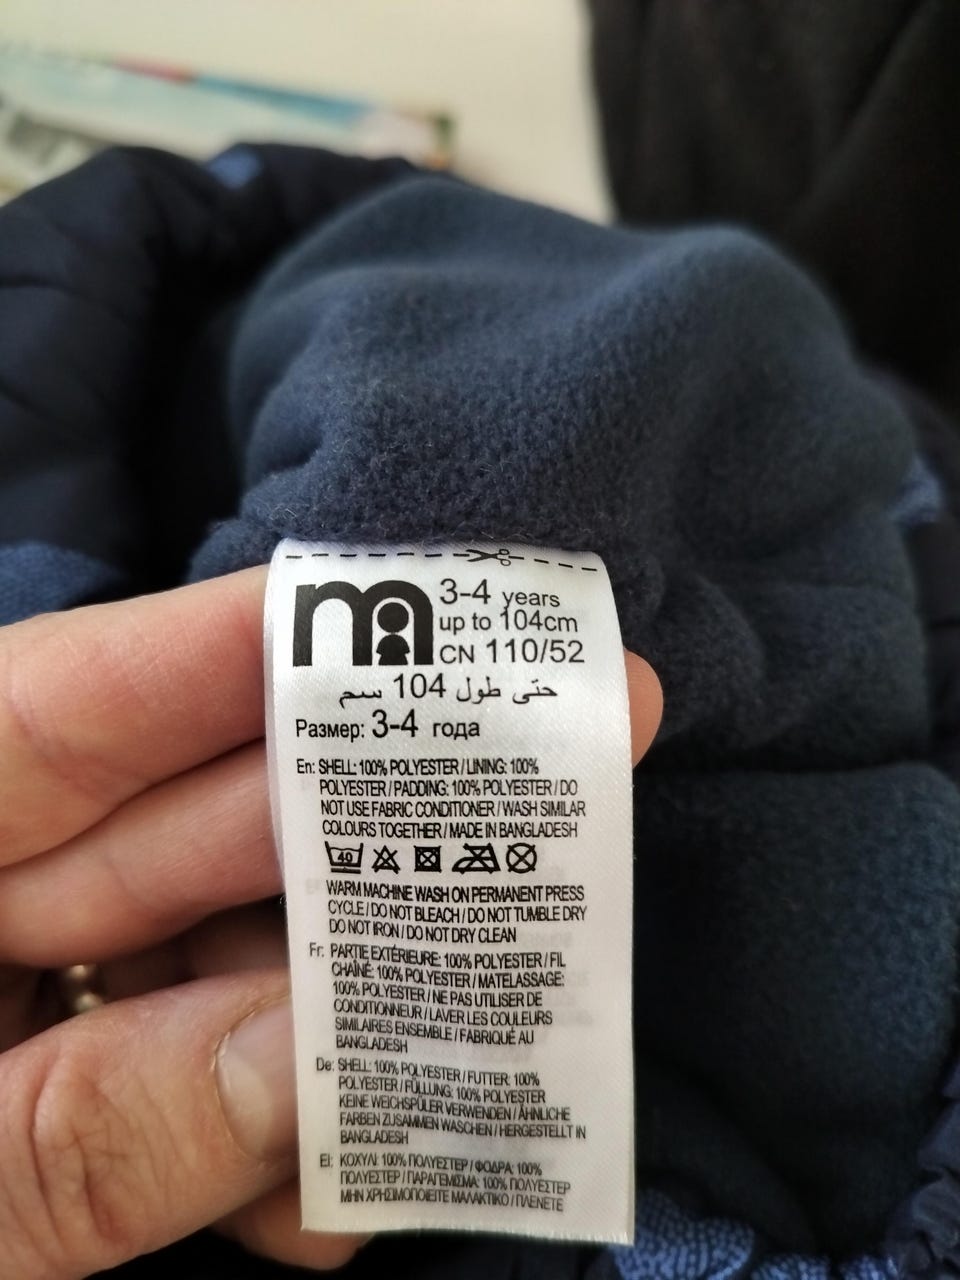 3-4 years
up to 104cm
CN 110/52
حتى طول 104 سم
Размер: 3-4 года
En: SHELL: 100% POLYESTER / LINING: 100%
POLYESTER / PADDING: 100% POLYESTER / DO
NOT USE FABRIC CONDITIONER / WASH SIMILAR
COLOURS TOGETHER / MADE IN BANGLADESH
40
WARM MACHINE WASH ON PERMANENT PRESS
CYCLE / DO NOT BLEACH / DO NOT TUMBLE DRY
DO NOT IRON / DO NOT DRY CLEAN
Fr: PARTIE EXTÉRIEURE: 100% POLYESTER / FIL
CHAÎNE: 100% POLYESTER / MATELASSAGE:
100% POLYESTER / NE PAS UTILISER DE
CONDITIONNEUR / LAVER LES COULEURS
SIMILAIRES ENSEMBLE / FABRIQUÉ AU
BANGLADESH
De: SHELL: 100% POLYESTER / FUTTER: 100%
POLYESTER / FÜLLUNG: 100% POLYESTER
KEINE WEICHSPÜLER VERWENDEN / ÄHNLICHE
FARBEN ZUSAMMEN WASCHEN / HERGESTELLT IN
BANGLADESH
El: ΚΟΧΥΛΙ: 100% ΠΟΛΥΕΣΤΕΡ / ΦΟΔΡΑ: 100%
ΠΟΛΥΕΣΤΕΡ / ΠΑΡΑΓΕΜΙΣΜΑ: 100% ΠΟΛΥΕΣΤΕΡ
ΜΗΝ ΧΡΗΣΙΜΟΠΟΙΕΙΤΕ ΜΑΛΑΚΤΙΚΟ / ΠΛΕΝΕΤΕ